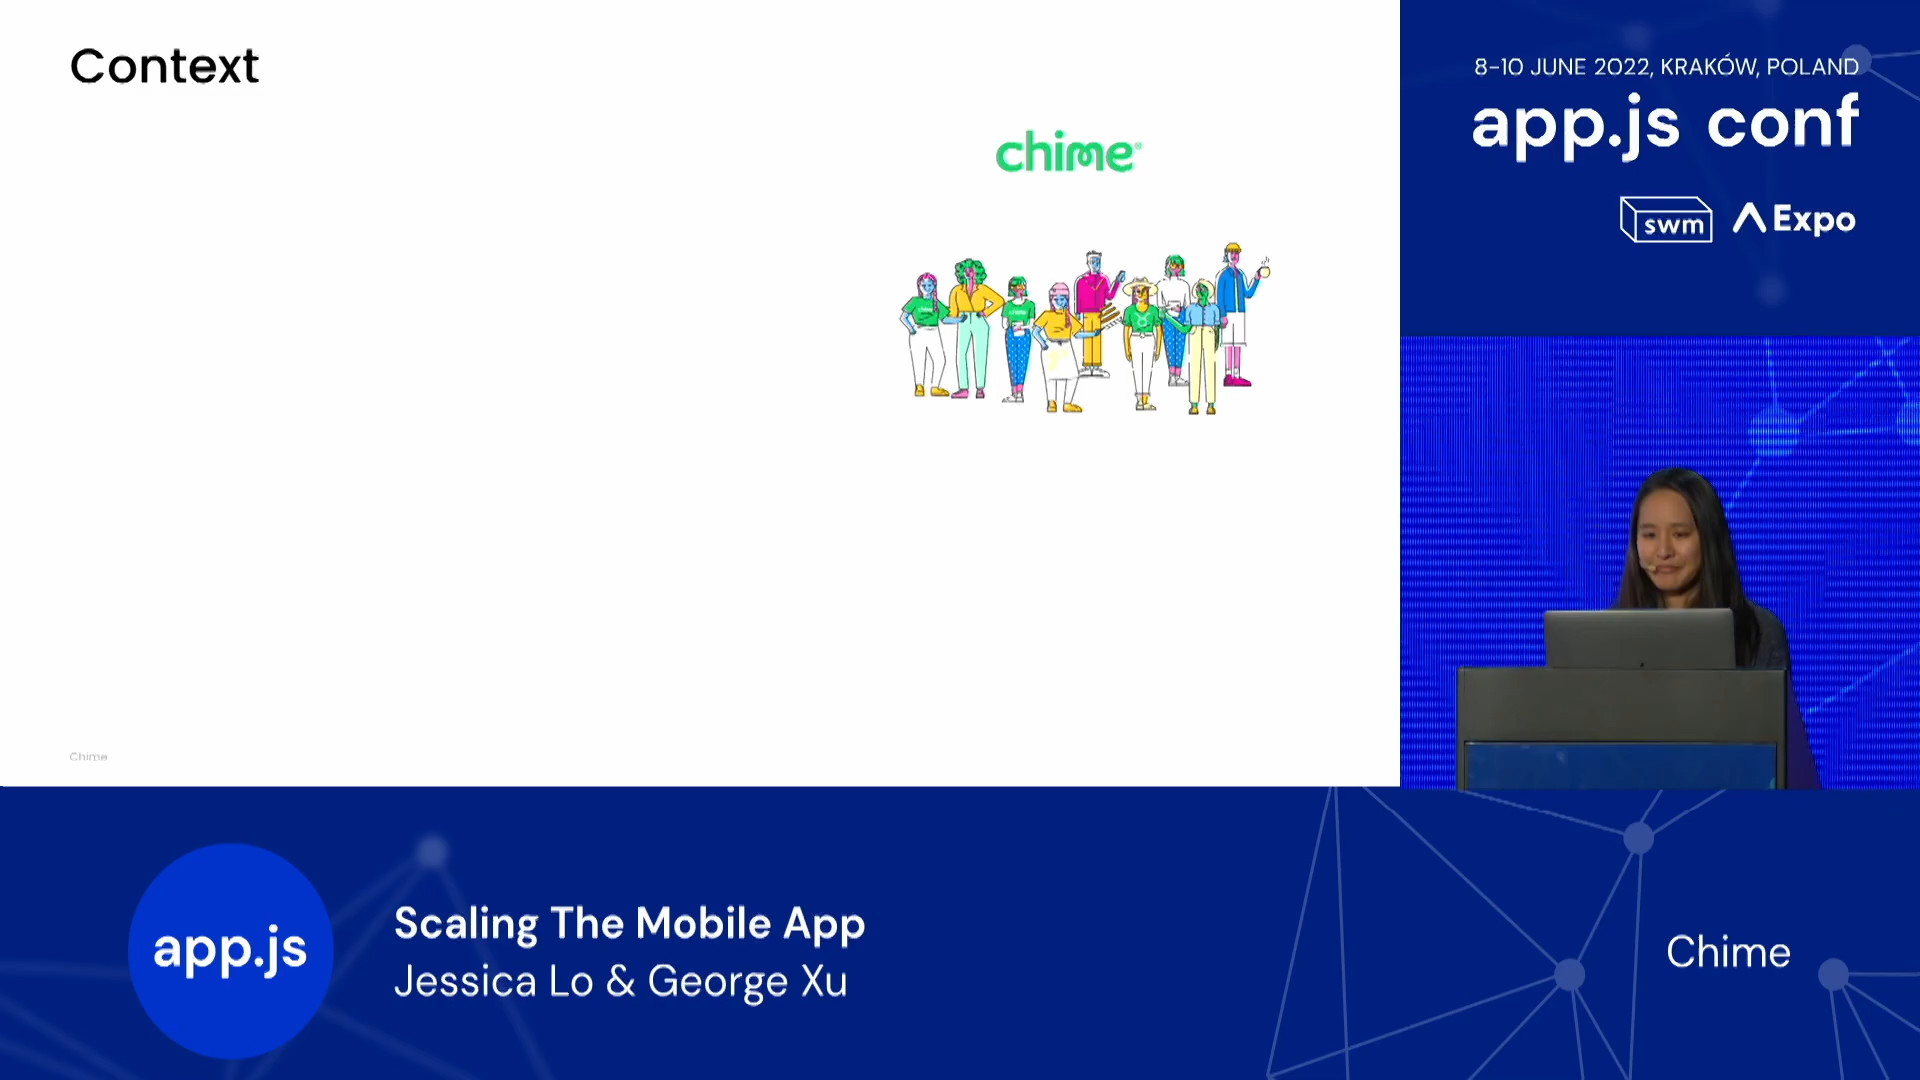 Context
chime
Chime
8–10 JUNE 2022, KRAKÓW, POLAND
app.js conf
swm
Expo
app.js
Scaling The Mobile App
Jessica Lo & George Xu
Chime